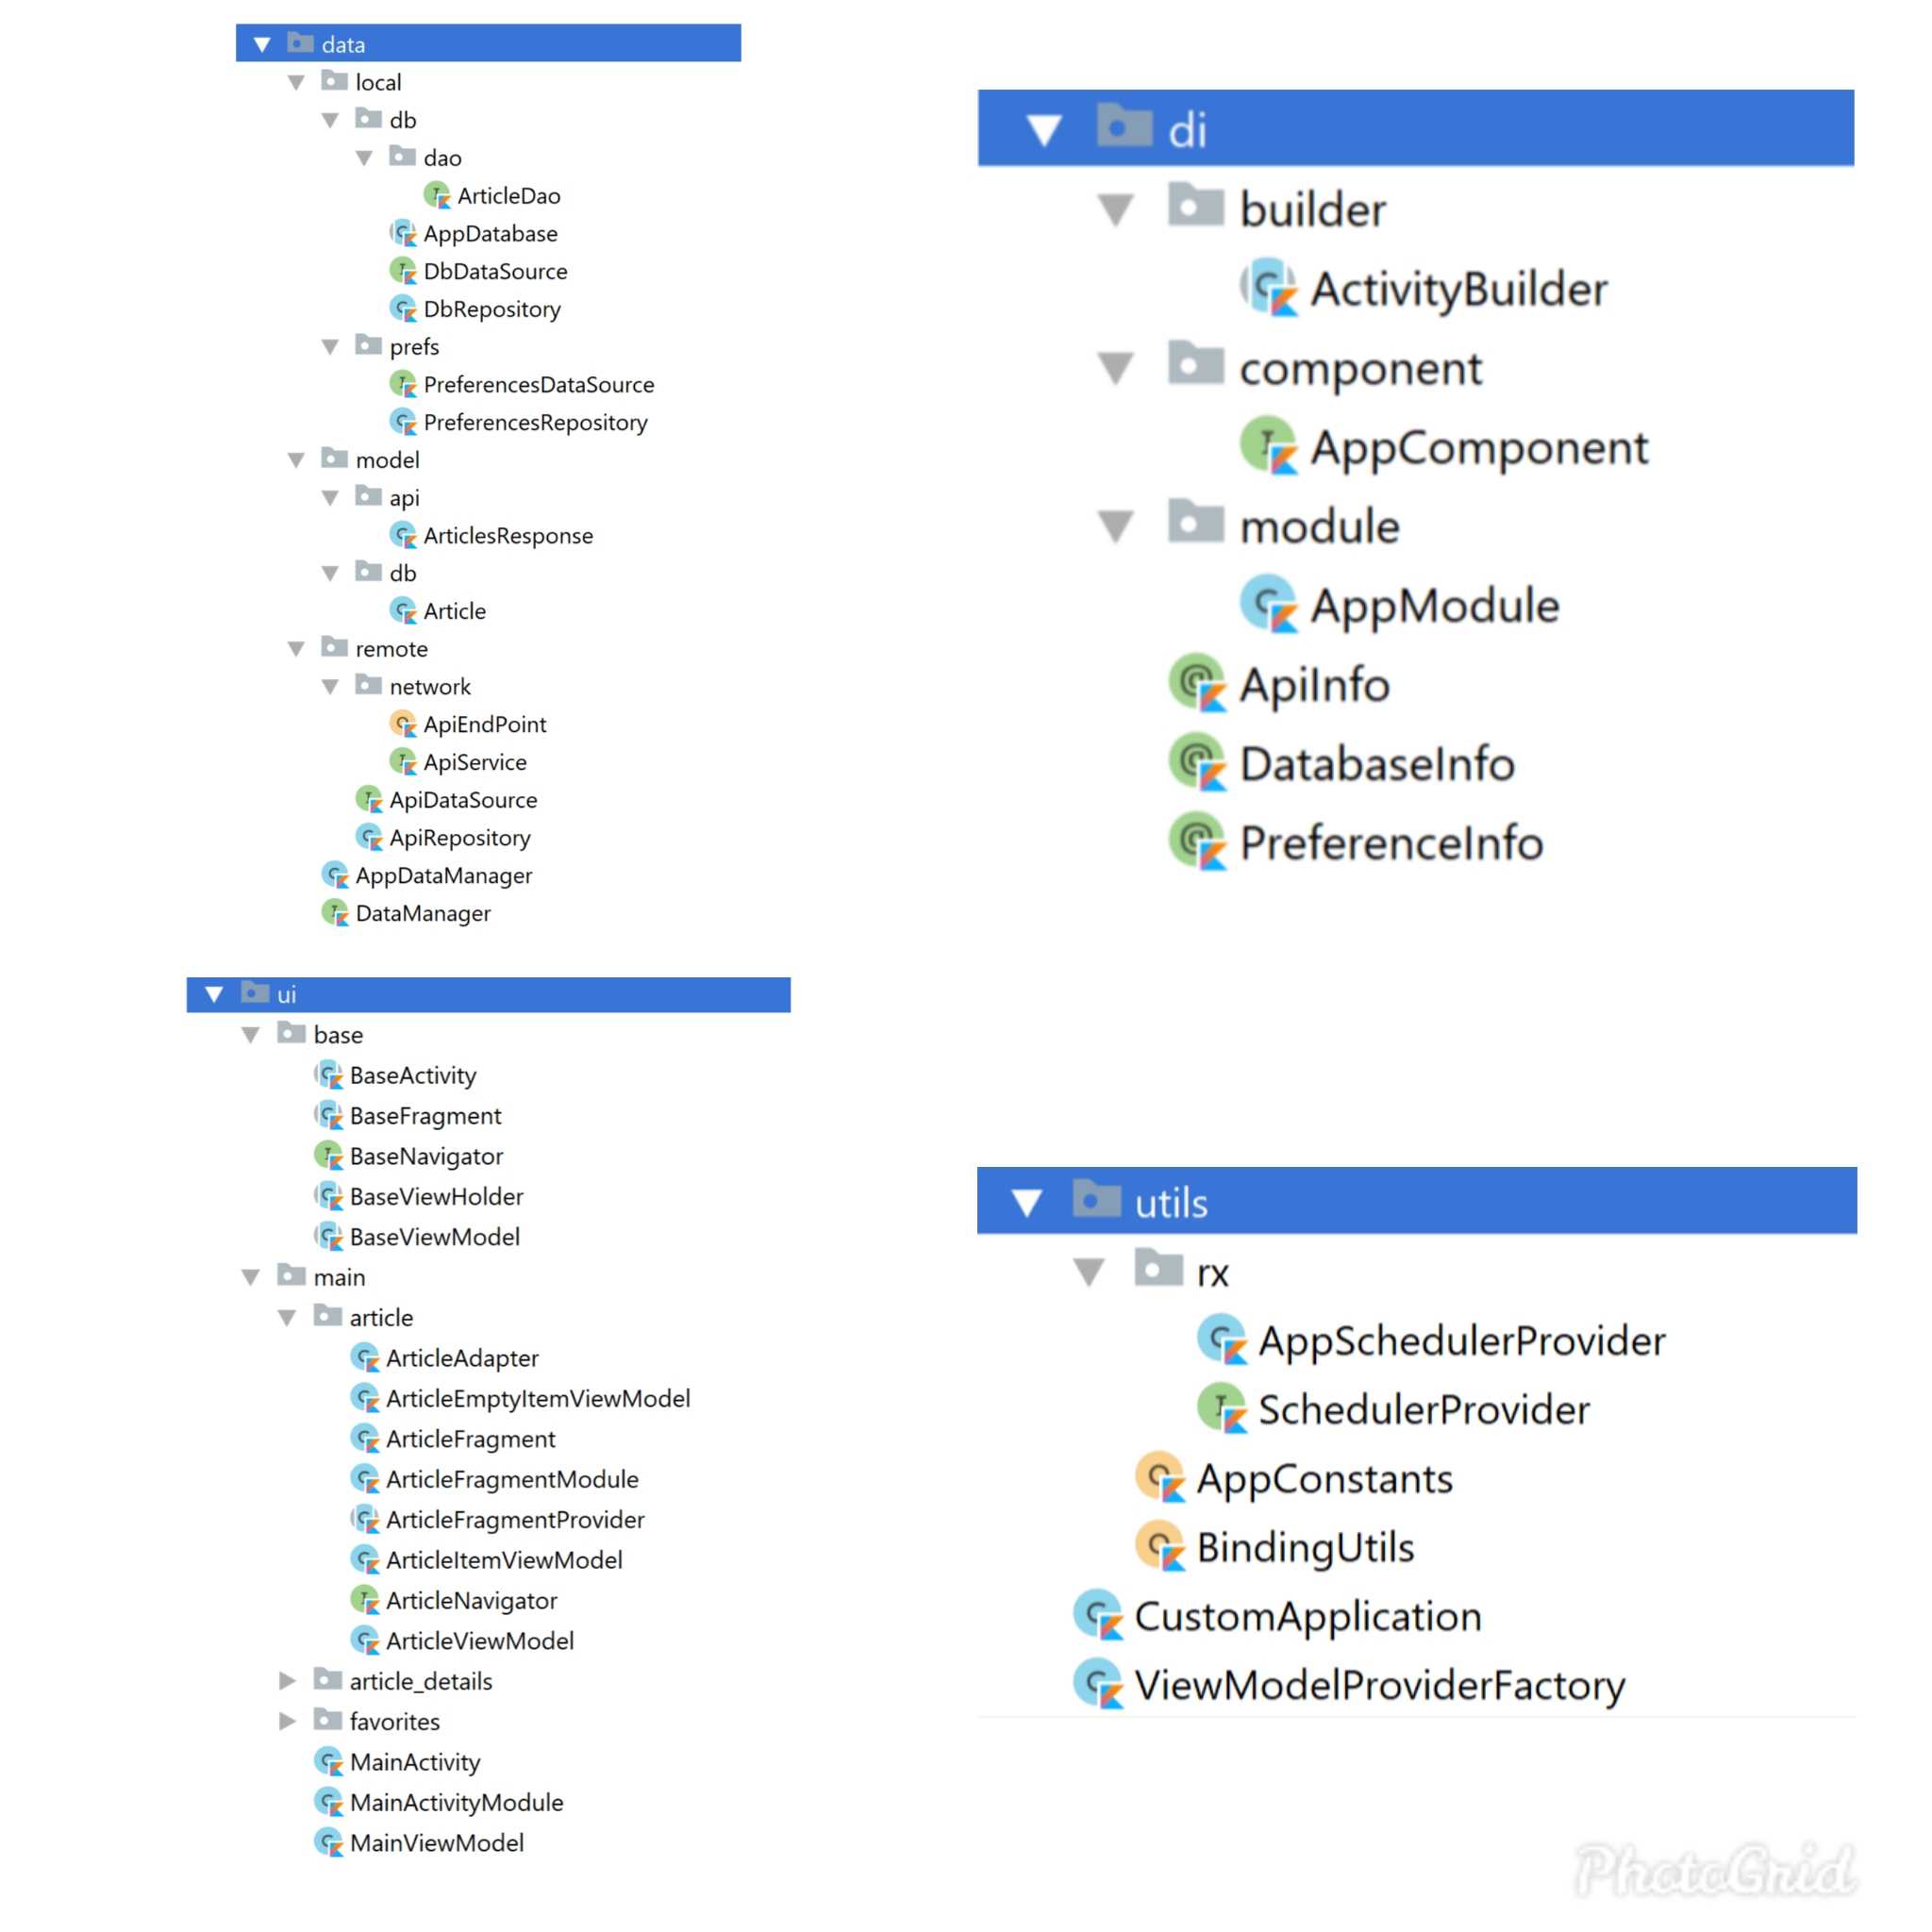 data
local
db
dao
ArticleDao
AppDatabase
DbDataSource
DbRepository
prefs
PreferencesDataSource
PreferencesRepository
model
api
ArticlesResponse
db
Article
remote
network
ApiEndPoint
ApiService
ApiDataSource
ApiRepository
AppDataManager
DataManager
di
builder
ActivityBuilder
component
AppComponent
module
AppModule
ApiInfo
DatabaseInfo
PreferenceInfo
ui
base
BaseActivity
BaseFragment
BaseNavigator
BaseViewHolder
BaseViewModel
main
article
ArticleAdapter
ArticleEmptyItemViewModel
ArticleFragment
ArticleFragmentModule
ArticleFragmentProvider
ArticleItemViewModel
ArticleNavigator
ArticleViewModel
article_details
favorites
MainActivity
MainActivityModule
MainViewModel
utils
rx
AppSchedulerProvider
SchedulerProvider
AppConstants
BindingUtils
CustomApplication
ViewModelProviderFactory
PhotoGrid